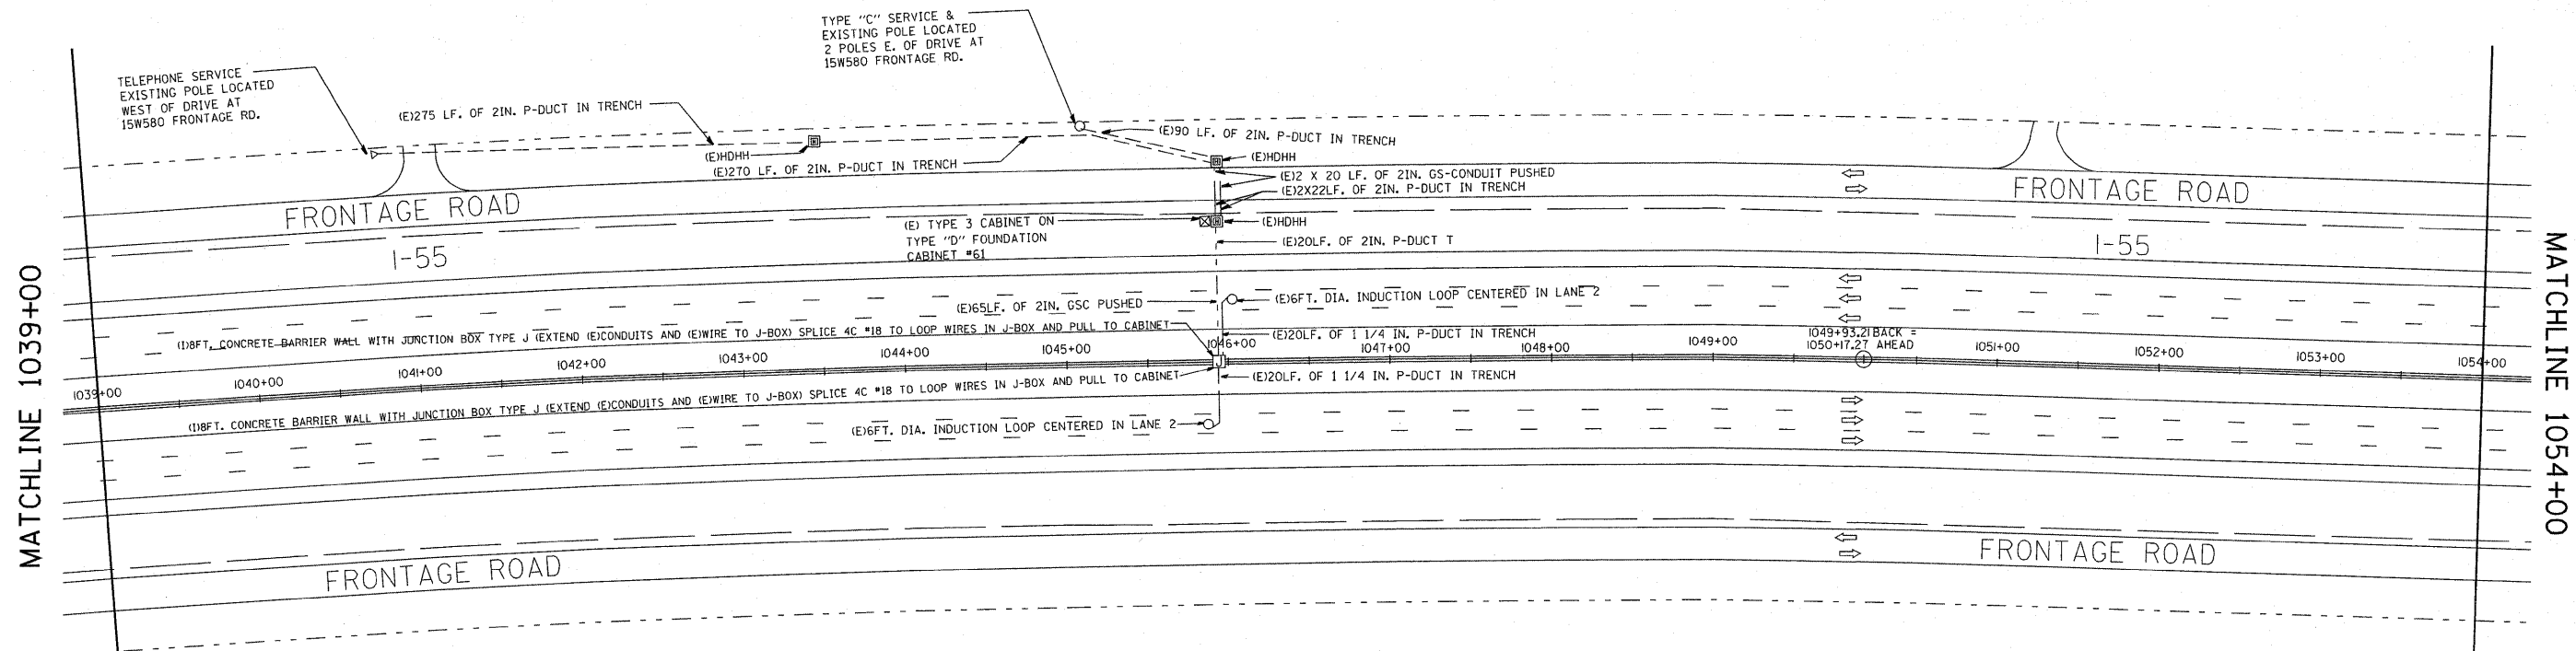 TYPE "C" SERVICE &
EXISTING POLE LOCATED
2 POLES E. OF DRIVE AT
15W580 FRONTAGE RD.
TELEPHONE SERVICE
EXISTING POLE LOCATED
WEST OF DRIVE AT
15W580 FRONTAGE RD.
(E)275 LF. OF 2IN. P-DUCT IN TRENCH
(E)90 LF. OF 2IN. P-DUCT IN TRENCH
(E)HDHH
(E)HDHH
(E)270 LF. OF 2IN. P-DUCT IN TRENCH
(E)2 X 20 LF. OF 2IN. GS-CONDUIT PUSHED
(E)2X22LF. OF 2IN. P-DUCT IN TRENCH
FRONTAGE ROAD
FRONTAGE ROAD
(E) TYPE 3 CABINET ON
TYPE "D" FOUNDATION
CABINET #61
(E)HDHH
(E)20LF. OF 2IN. P-DUCT T
I-55
I-55
MATCHLINE 1039+00
MATCHLINE 1054+00
(E)65LF. OF 2IN. GSC PUSHED
(E)6FT. DIA. INDUCTION LOOP CENTERED IN LANE 2
(I)8FT. CONCRETE BARRIER WALL WITH JUNCTION BOX TYPE J (EXTEND (E)CONDUITS AND (E)WIRE TO J-BOX) SPLICE 4C #18 TO LOOP WIRES IN J-BOX AND PULL TO CABINET
(E)20LF. OF 1 1/4 IN. P-DUCT IN TRENCH
1049+93.21 BACK =
1050+17.27 AHEAD
1039+00
1040+00
1041+00
1042+00
1043+00
1044+00
1045+00
1046+00
1047+00
1048+00
1049+00
1051+00
1052+00
1053+00
1054+00
J
(I)8FT. CONCRETE BARRIER WALL WITH JUNCTION BOX TYPE J (EXTEND (E)CONDUITS AND (E)WIRE TO J-BOX) SPLICE 4C #18 TO LOOP WIRES IN J-BOX AND PULL TO CABINET
(E)20LF. OF 1 1/4 IN. P-DUCT IN TRENCH
(E)6FT. DIA. INDUCTION LOOP CENTERED IN LANE 2
FRONTAGE ROAD
FRONTAGE ROAD